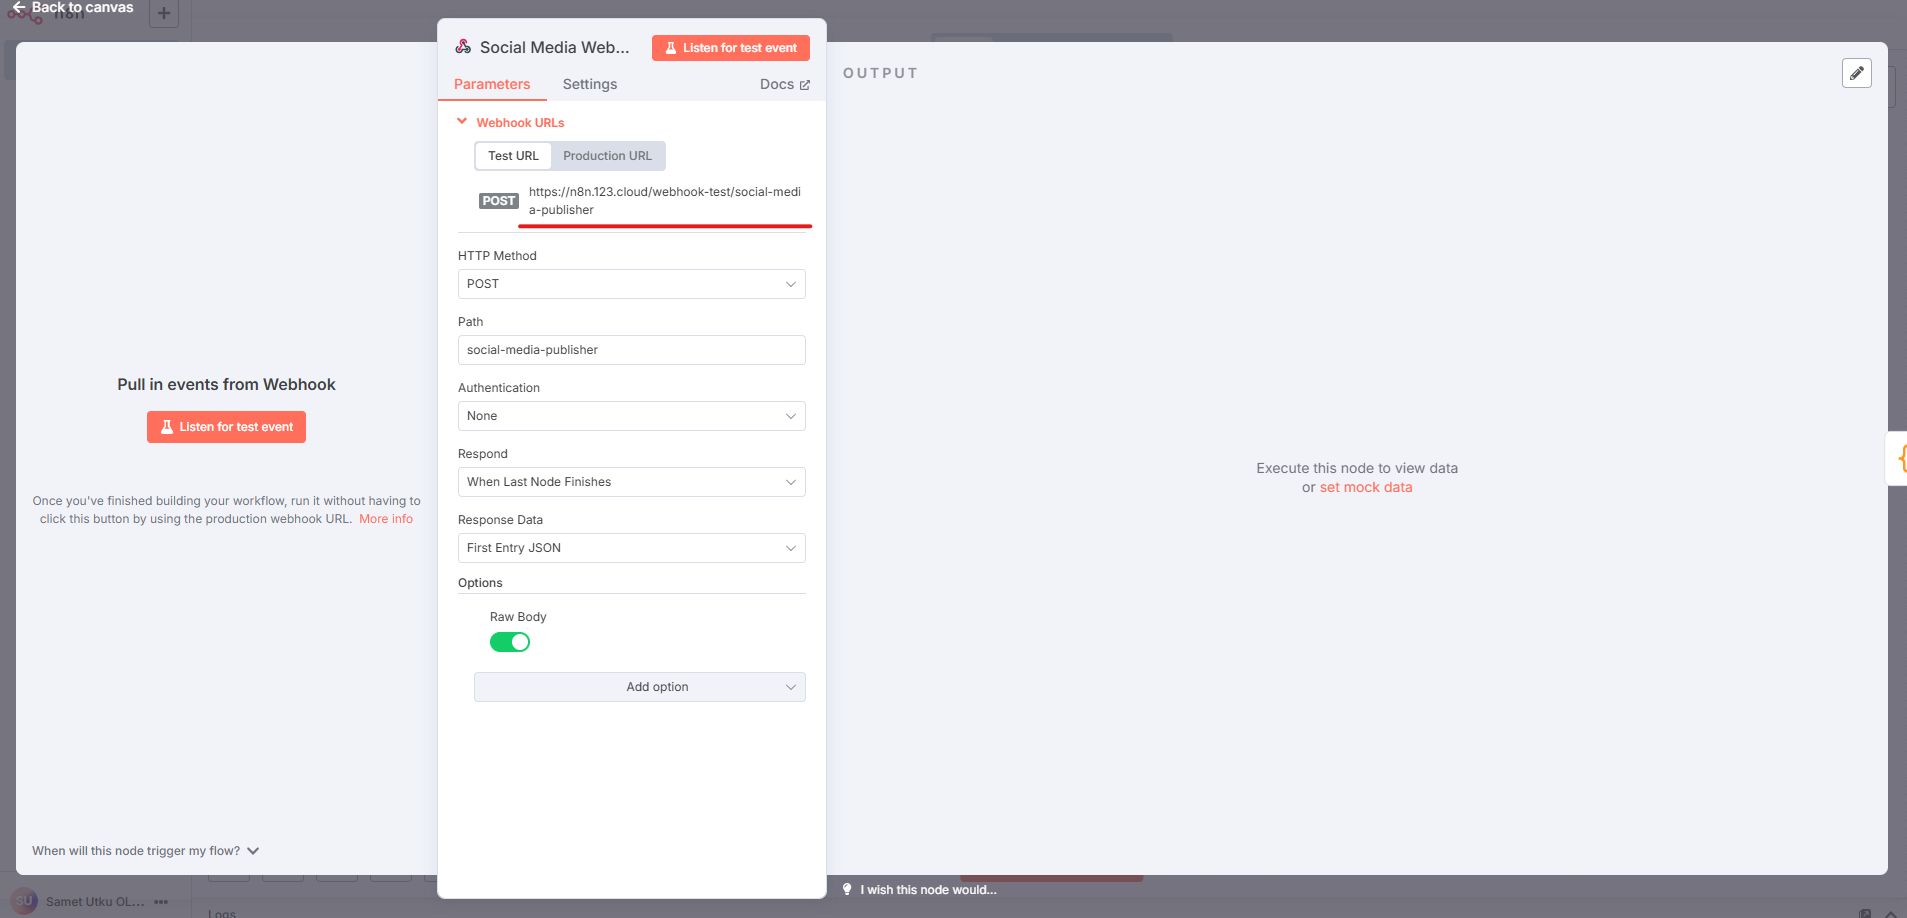 Back to canvas
n8n
Social Media Web...
Listen for test event
Parameters
Settings
Docs
Webhook URLs
Test URL
Production URL
POST
https://n8n.123.cloud/webhook-test/social-medi
a-publisher
HTTP Method
POST
Path
social-media-publisher
Authentication
None
Respond
When Last Node Finishes
Response Data
First Entry JSON
Options
Raw Body
Add option
Pull in events from Webhook
Listen for test event
Once you've finished building your workflow, run it without having to
click this button by using the production webhook URL. More info
When will this node trigger my flow?
OUTPUT
Execute this node to view data
or set mock data
I wish this node would...
SU
Samet Utku OL...
Logs